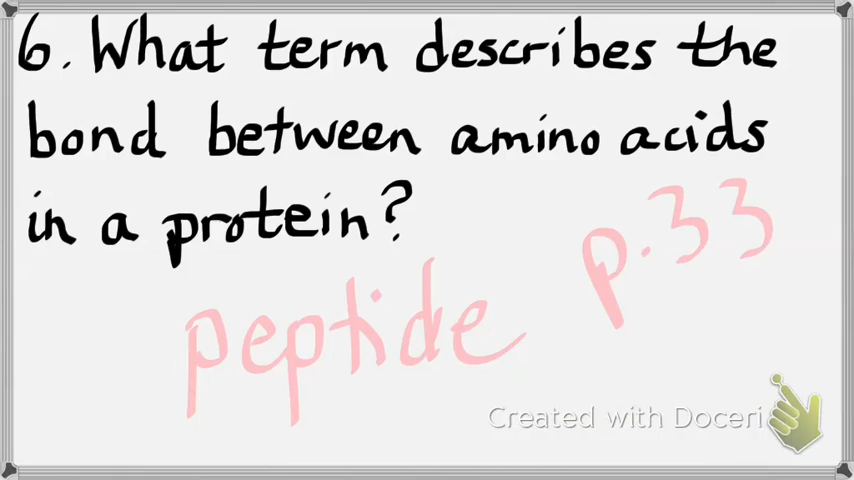 6. What term describes the
bond between amino acids
in a protein?
p.33
peptide
Created with Doceri